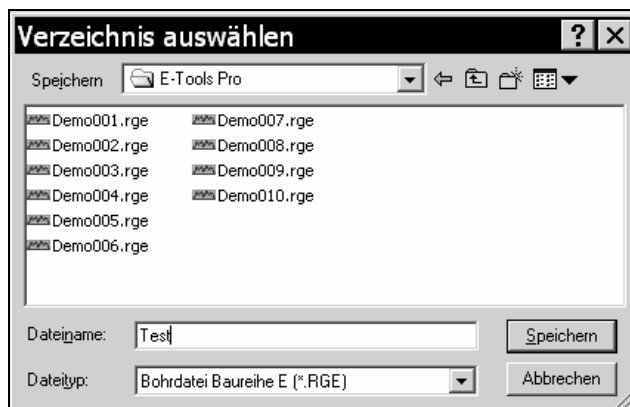 Verzeichnis auswählen
Speichern E-Tools Pro
Demo001.rge Demo007.rge
Demo002.rge Demo008.rge
Demo003.rge Demo009.rge
Demo004.rge Demo010.rge
Demo005.rge
Demo006.rge
Dateiname: Test Speichern
Dateityp: Bohrdatei Baureihe E (*.RGE) Abbrechen